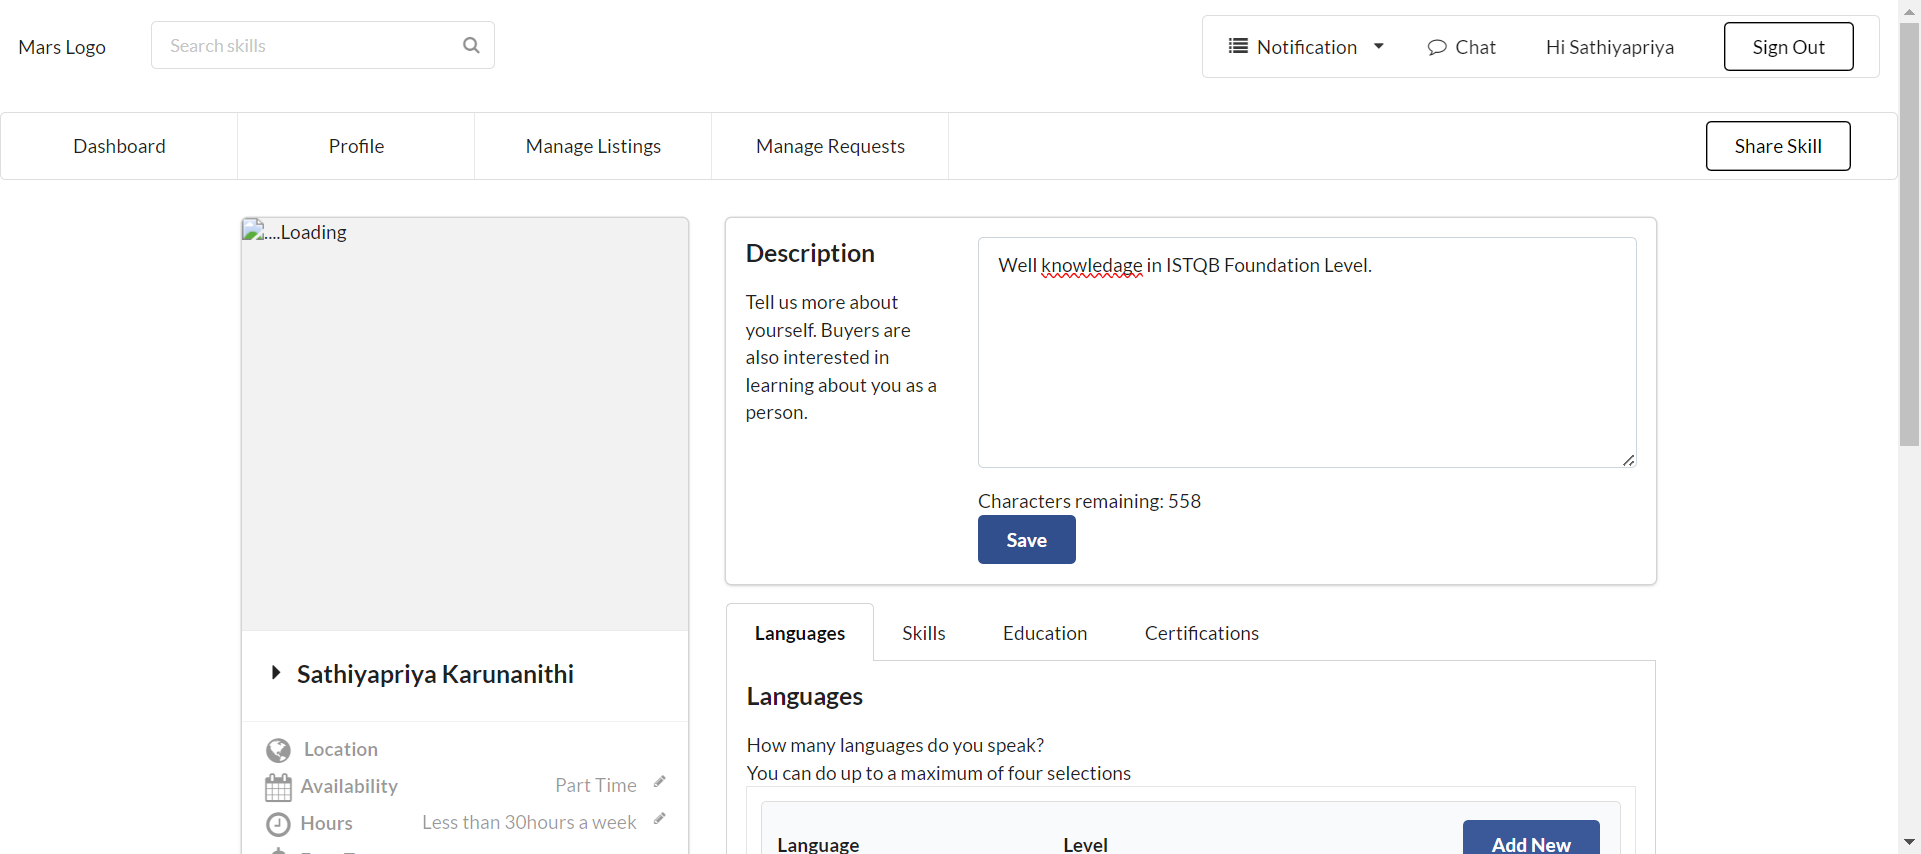 Mars Logo
Search skills
Notification
Chat
Hi Sathiyapriya
Sign Out
Dashboard
Profile
Manage Listings
Manage Requests
Share Skill
....Loading
Sathiyapriya Karunanithi
Location
Availability
Part Time
Hours
Less than 30hours a week
Description
Tell us more about
yourself. Buyers are
also interested in
learning about you as a
person.
Well knowledage in ISTQB Foundation Level.
Characters remaining: 558
Save
Languages
Skills
Education
Certifications
Languages
How many languages do you speak?
You can do up to a maximum of four selections
Language
Level
Add New